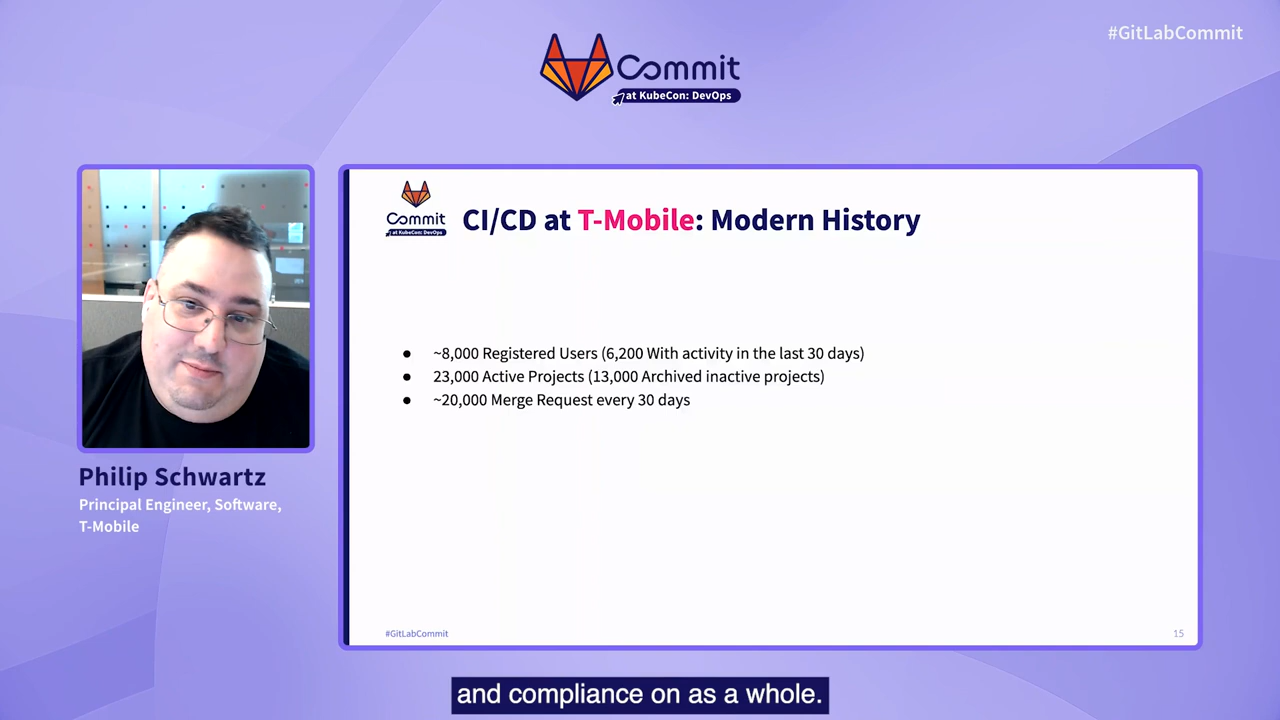 #GitLabCommit
Commit
at KubeCon: DevOps
Commit
at KubeCon: DevOps
CI/CD at T-Mobile: Modern History
● ~8,000 Registered Users (6,200 With activity in the last 30 days)
● 23,000 Active Projects (13,000 Archived inactive projects)
● ~20,000 Merge Request every 30 days
Philip Schwartz
Principal Engineer, Software,
T-Mobile
#GitLabCommit
15
and compliance on as a whole.